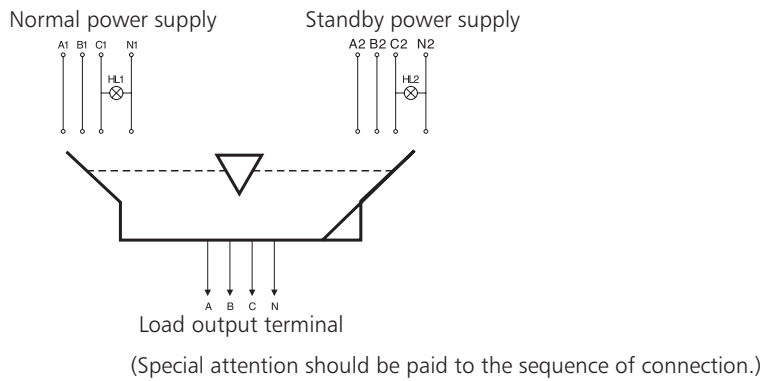 Normal power supply
Standby power supply
A1 B1 C1 N1
A2 B2 C2 N2
HL1
HL2
A B C N
Load output terminal
(Special attention should be paid to the sequence of connection.)